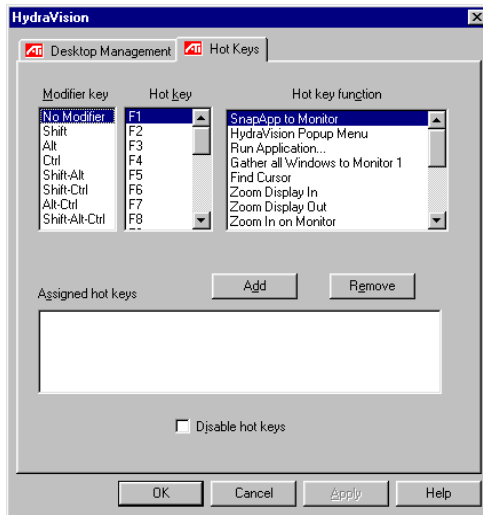 HydraVision
ATI Desktop Management ATI Hot Keys
Modifier key Hot key Hot key function
No Modifier F1 SnapApp to Monitor
Shift F2 HydraVision Popup Menu
Alt F3 Run Application...
Ctrl F4 Gather all Windows to Monitor 1
Shift-Alt F5 Find Cursor
Shift-Ctrl F6 Zoom Display In
Alt-Ctrl F7 Zoom Display Out
Shift-Alt-Ctrl F8 Zoom In on Monitor
Assigned hot keys Add Remove
Disable hot keys
OK Cancel Apply Help